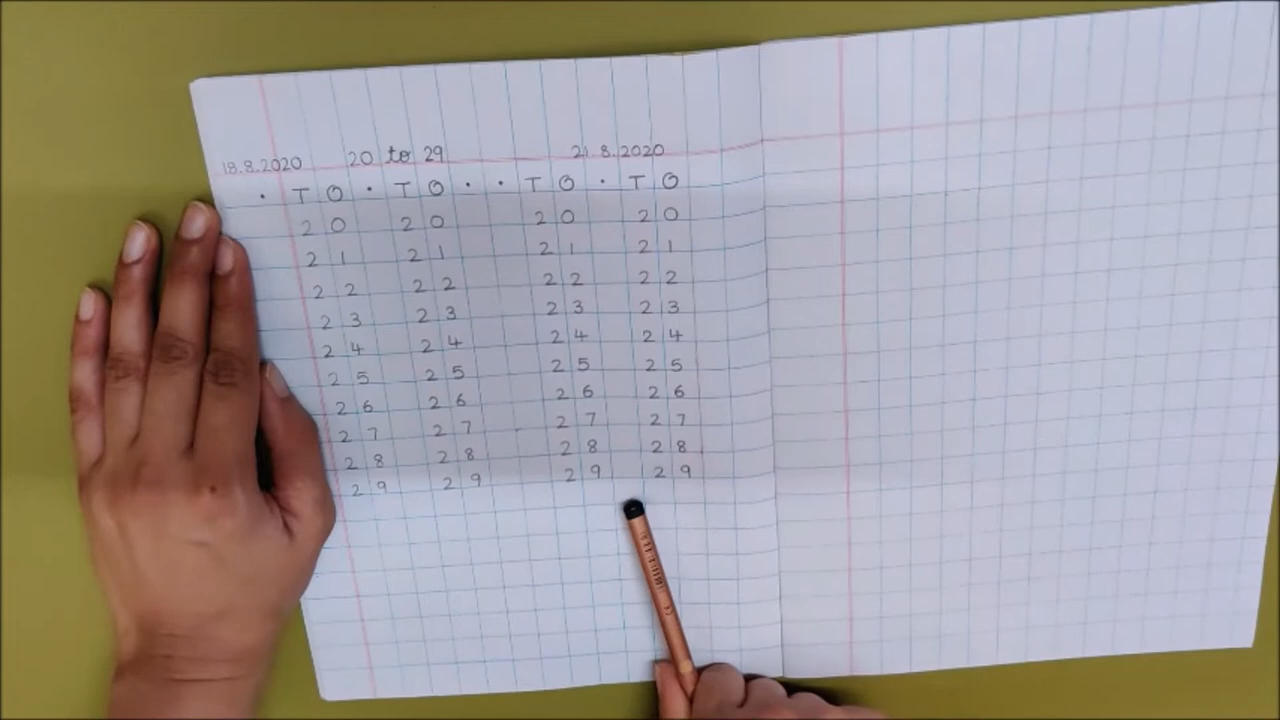 18.8.2020 20 to 29 21.8.2020
. T O . T O . . T O . T O
2 0 2 0 2 0 2 0
2 1 2 1 2 1 2 1
2 2 2 2 2 2 2 2
2 3 2 3 2 3 2 3
2 4 2 4 2 4 2 4
2 5 2 5 2 5 2 5
2 6 2 6 2 6 2 6
2 7 2 7 2 7 2 7
2 8 2 8 2 8 2 8
2 9 2 9 2 9 2 9